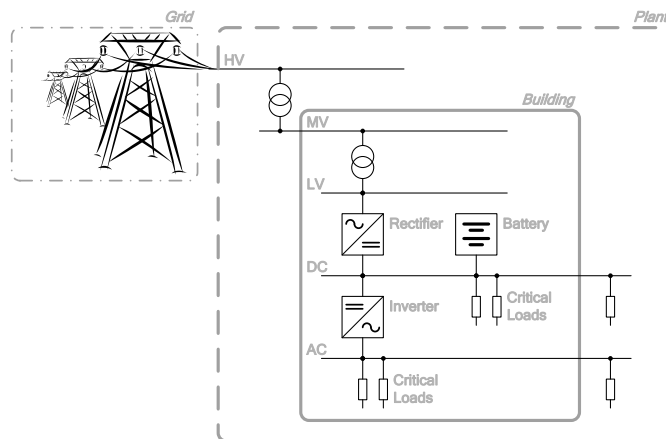 Grid
Plant
HV
Building
MV
LV
Rectifier
Battery
DC
Critical
Loads
Inverter
AC
Critical
Loads